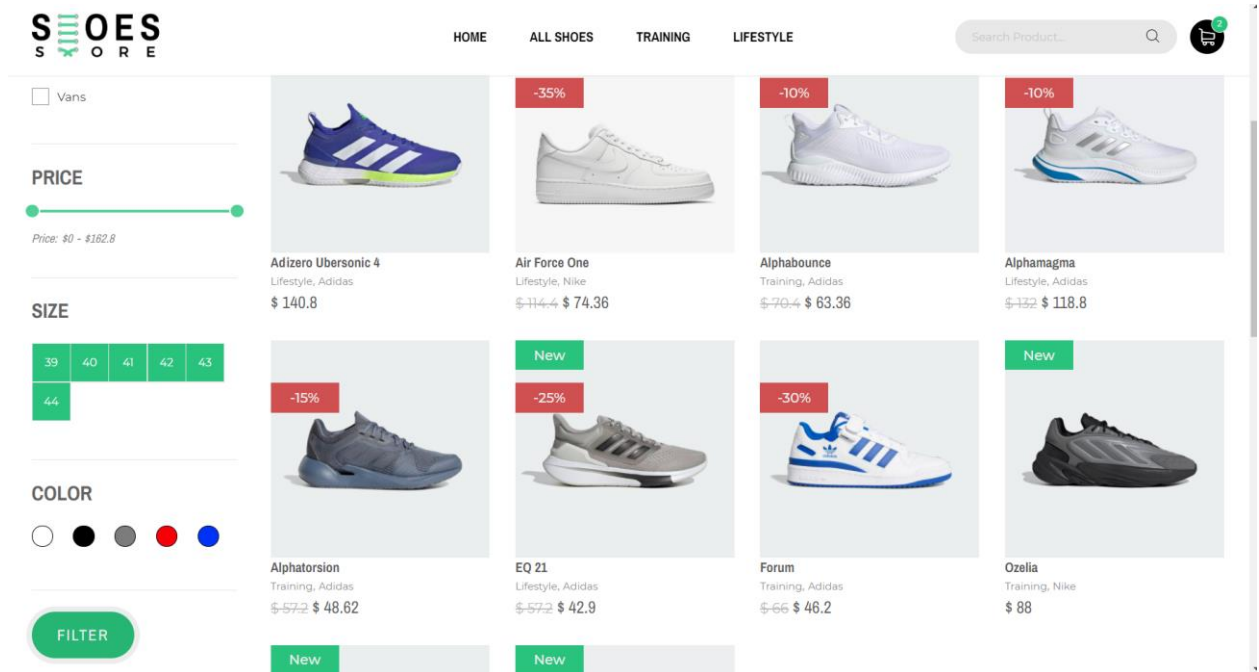 SHOES
STORE
HOME ALL SHOES TRAINING LIFESTYLE
Search Product...
2
Vans
PRICE
Price: $0 - $162.8
SIZE
39 40 41 42 43
44
COLOR
FILTER
Adizero Ubersonic 4
Lifestyle, Adidas
$ 140.8
-35%
Air Force One
Lifestyle, Nike
$ 114.4 $ 74.36
-10%
Alphabounce
Training, Adidas
$ 70.4 $ 63.36
-10%
Alphamagma
Lifestyle, Adidas
$ 132 $ 118.8
-15%
Alphatorsion
Training, Adidas
$ 57.2 $ 48.62
New
-25%
EQ 21
Lifestyle, Adidas
$ 57.2 $ 42.9
-30%
Forum
Training, Adidas
$ 66 $ 46.2
New
Ozelia
Training, Nike
$ 88
New
New